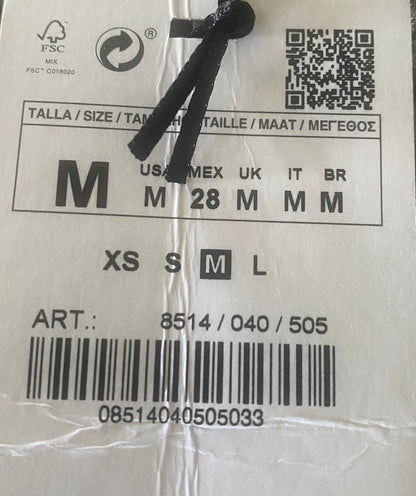 FSC
®
MIX
FSC™ C018020
TALLA / SIZE / TAILLE / MAAT / ΜΕΓΕΘΟΣ
USA MEX UK IT BR
M M 28 M M M
XS S M L
ART.: 8514 / 040 / 505
08514040505033